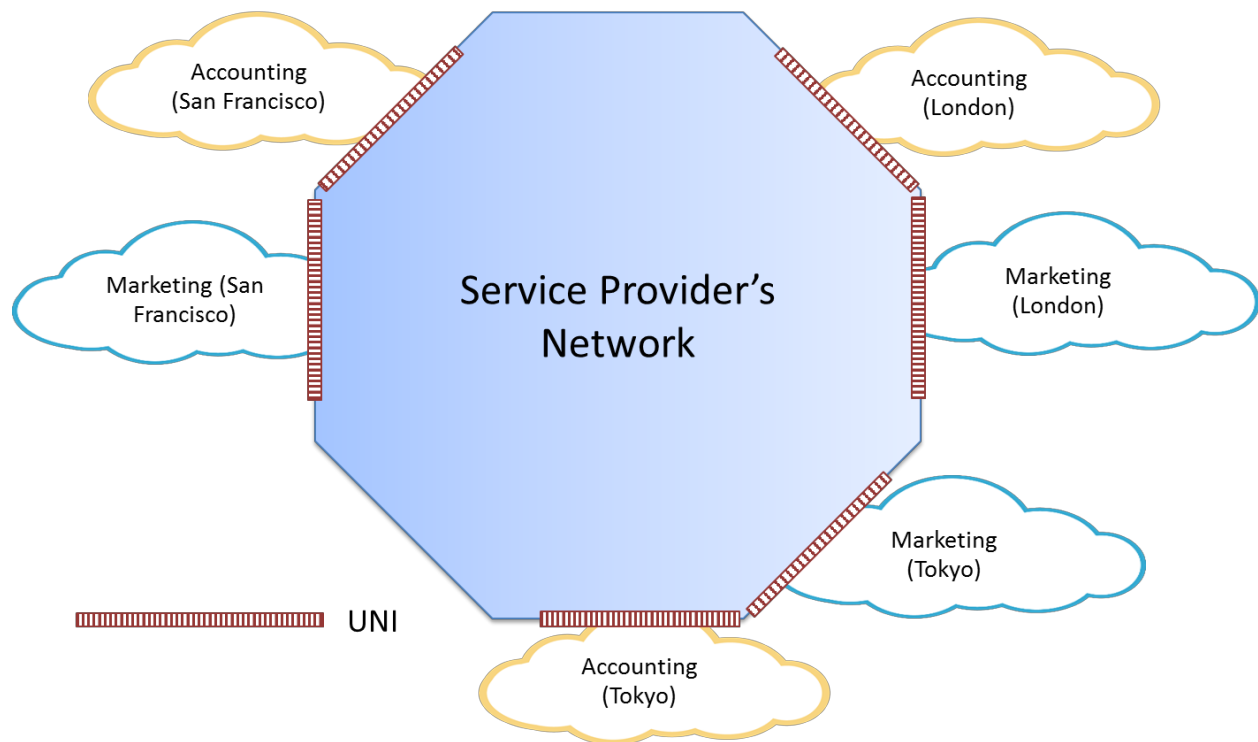 Accounting
(San Francisco)
Accounting
(London)
Marketing (San
Francisco)
Service Provider’s
Network
Marketing
(London)
Marketing
(Tokyo)
UNI
Accounting
(Tokyo)